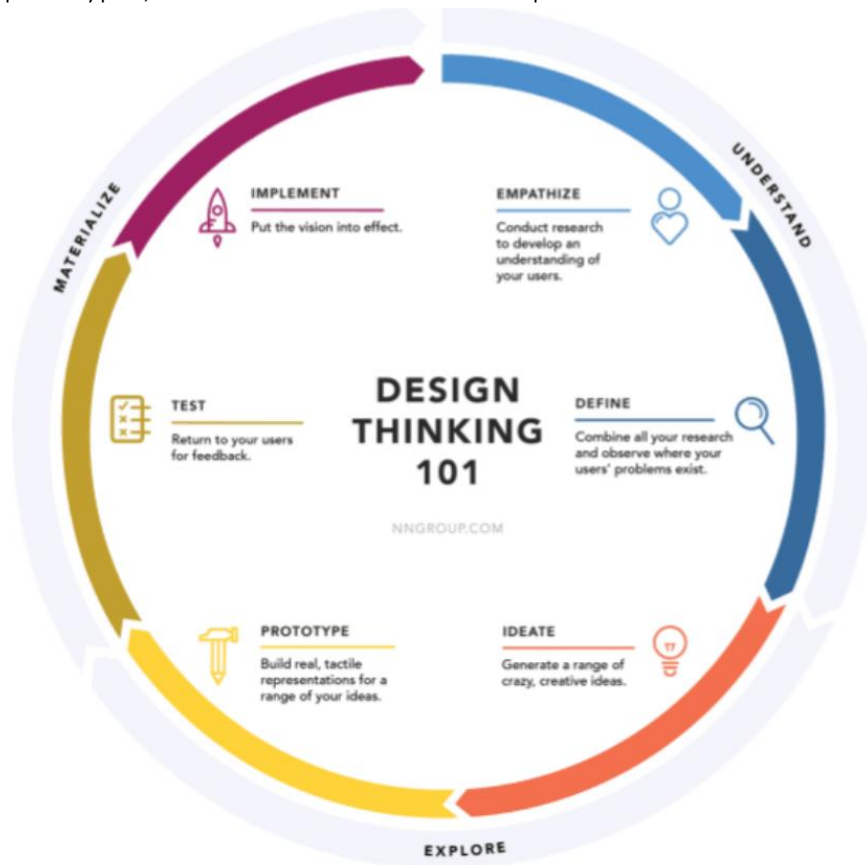 UNDERSTAND
EMPATHIZE
Conduct research
to develop an
understanding of
your users.
DEFINE
Combine all your research
and observe where your
users' problems exist.
EXPLORE
IDEATE
Generate a range of
crazy, creative ideas.
PROTOTYPE
Build real, tactile
representations for a
range of your ideas.
MATERIALIZE
TEST
Return to your users
for feedback.
IMPLEMENT
Put the vision into effect.
DESIGN
THINKING
101
NNGROUP.COM